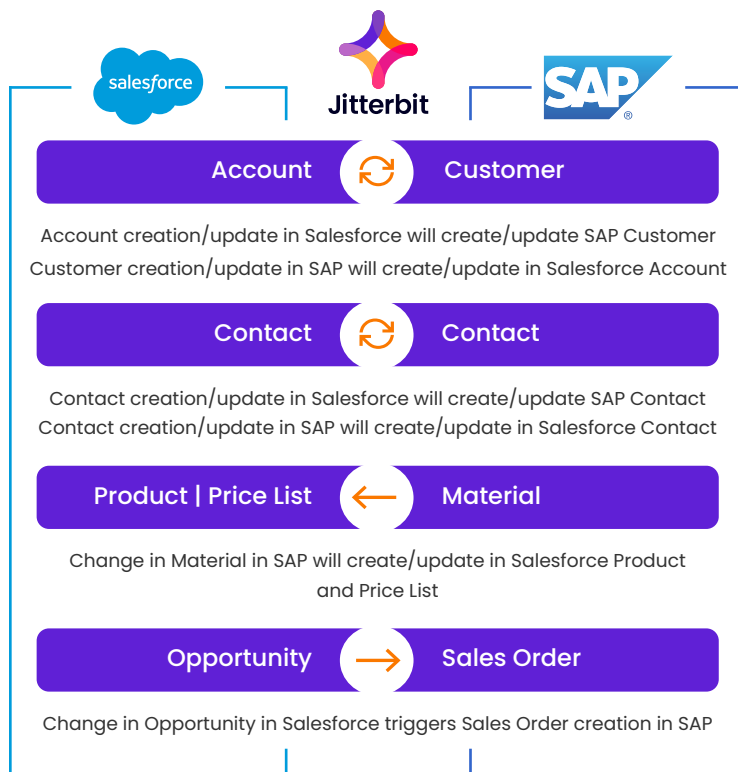 salesforce
Jitterbit
SAP
®
Account
Customer
Account creation/update in Salesforce will create/update SAP Customer
Customer creation/update in SAP will create/update in Salesforce Account
Contact
Contact
Contact creation/update in Salesforce will create/update SAP Contact
Contact creation/update in SAP will create/update in Salesforce Contact
Product | Price List
Material
Change in Material in SAP will create/update in Salesforce Product
and Price List
Opportunity
Sales Order
Change in Opportunity in Salesforce triggers Sales Order creation in SAP